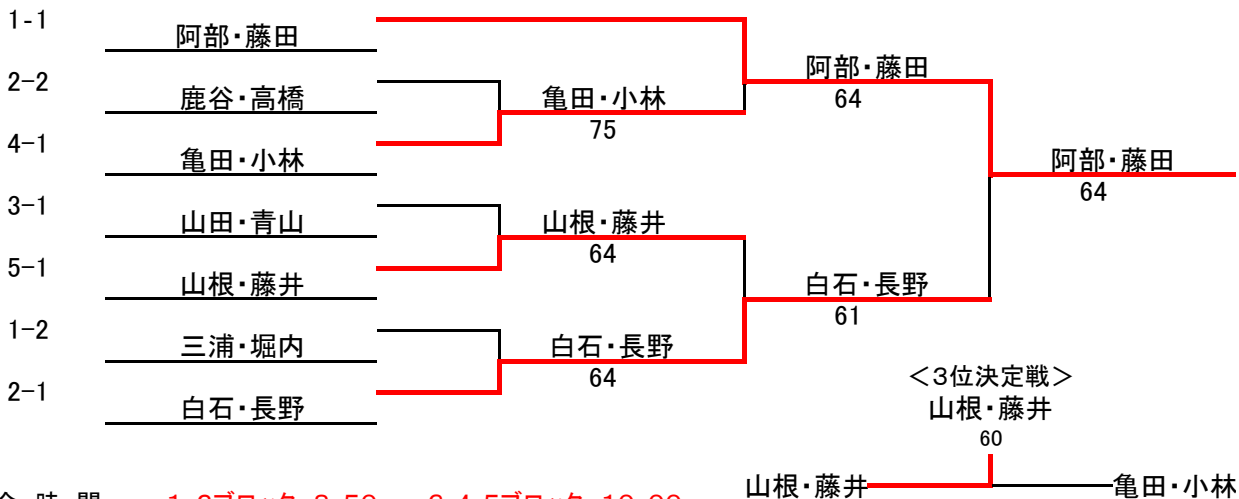 1-1
阿部・藤田
2-2
鹿谷・高橋
4-1
亀田・小林
3-1
山田・青山
5-1
山根・藤井
1-2
三浦・堀内
2-1
白石・長野
亀田・小林
75
山根・藤井
64
白石・長野
64
阿部・藤田
64
白石・長野
61
阿部・藤田
64
＜3位決定戦＞
山根・藤井
60
山根・藤井 亀田・小林